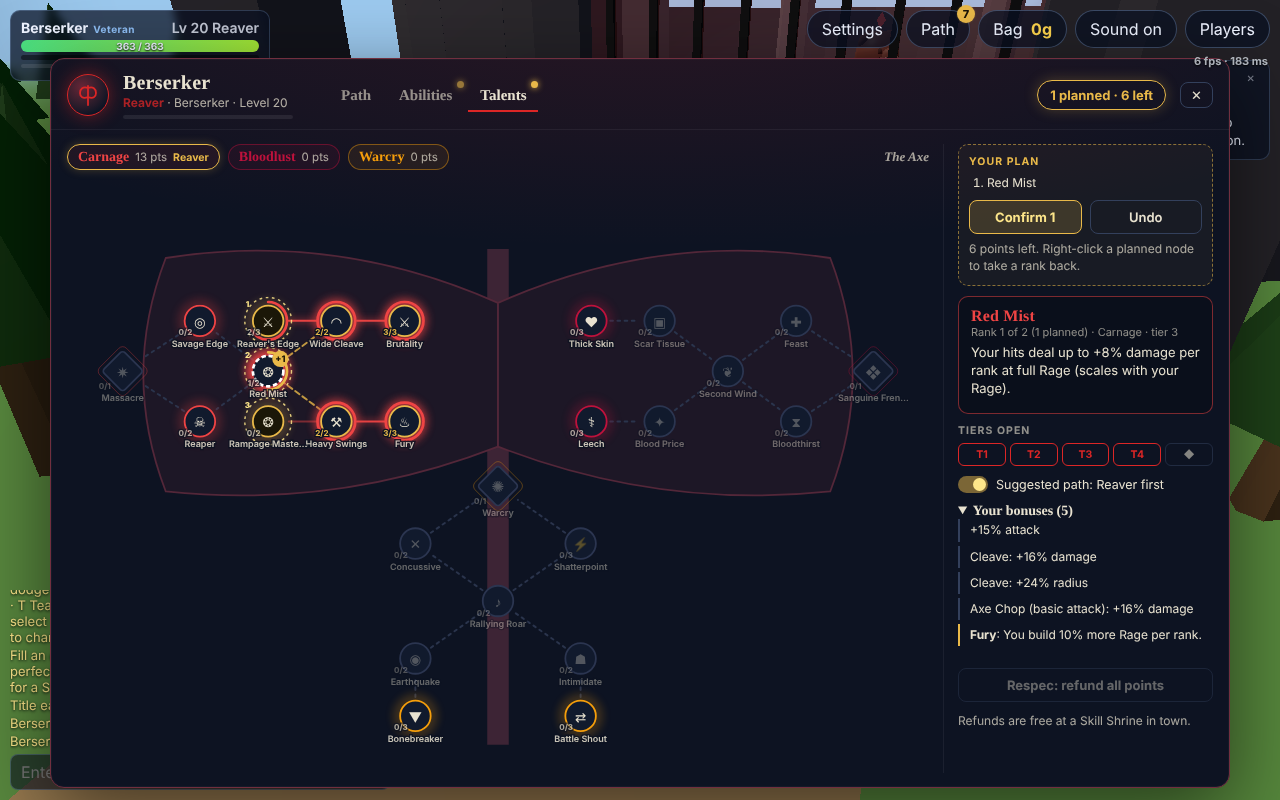 Berserker Veteran Lv 20 Reaver
363 / 363
Settings
Path 7
Bag 0g
Sound on
Players
6 fps · 183 ms
×
on.
Berserker
Reaver · Berserker · Level 20
Path
Abilities
Talents
1 planned · 6 left
×
Carnage 13 pts Reaver
Bloodlust 0 pts
Warcry 0 pts
The Axe
0/2
Savage Edge
1
2/3
Reaver's Edge
2/2
Wide Cleave
3/3
Brutality
0/1
Massacre
2
+1
1/2
Red Mist
0/2
Reaper
3
0/2
Rampage Maste...
2/2
Heavy Swings
3/3
Fury
0/3
Thick Skin
0/2
Scar Tissue
0/2
Feast
0/2
Second Wind
0/1
Sanguine Fren...
0/3
Leech
0/2
Blood Price
0/2
Bloodthirst
0/1
Warcry
0/2
Concussive
0/3
Shatterpoint
0/2
Rallying Roar
0/2
Earthquake
0/2
Intimidate
0/3
Bonebreaker
0/3
Battle Shout
YOUR PLAN
1. Red Mist
Confirm 1
Undo
6 points left. Right-click a planned node
to take a rank back.
Red Mist
Rank 1 of 2 (1 planned) · Carnage · tier 3
Your hits deal up to +8% damage per
rank at full Rage (scales with your
Rage).
TIERS OPEN
T1 T2 T3 T4
Suggested path: Reaver first
Your bonuses (5)
+15% attack
Cleave: +16% damage
Cleave: +24% radius
Axe Chop (basic attack): +16% damage
Fury: You build 10% more Rage per rank.
Respec: refund all points
Refunds are free at a Skill Shrine in town.
· T Tea
select
to char
Fill an
perfec
for a S
Title ea
Berser
Berser
Ente